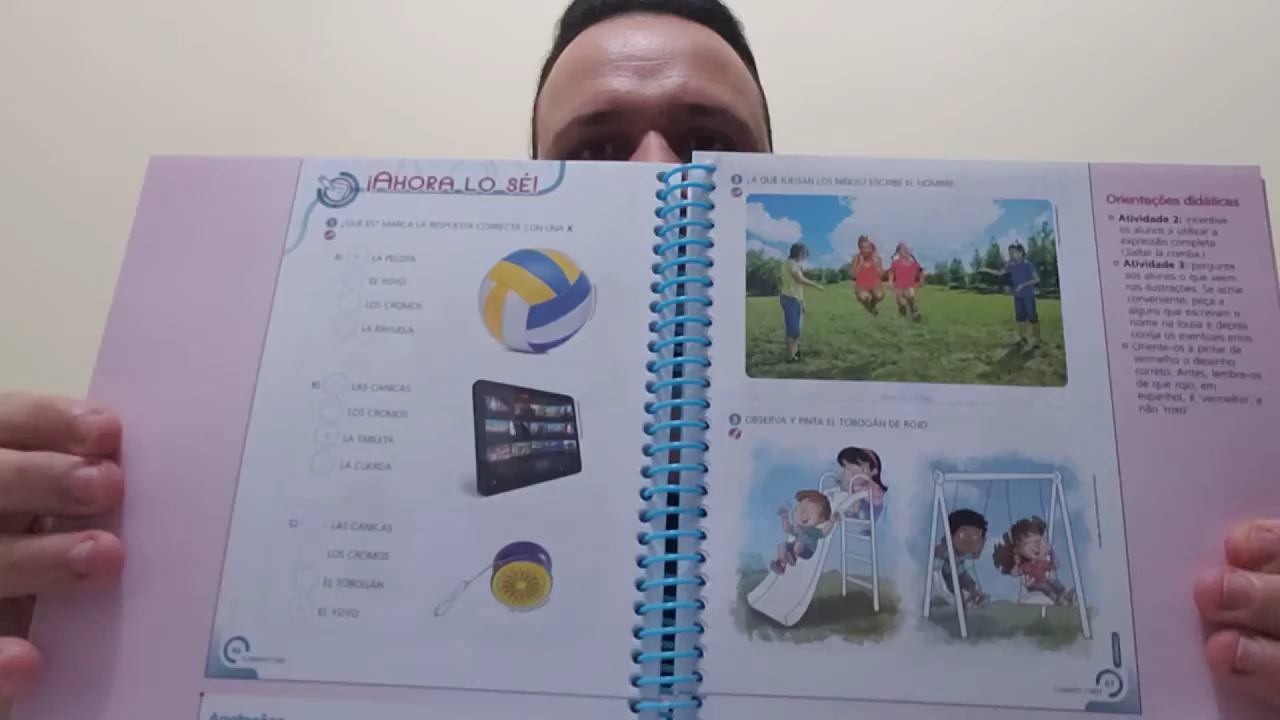 ¡AHORA LO SÉ!
1 ¿QUÉ ES? MARCA LA RESPUESTA CORRECTA CON UNA X.
A) LA PELOTA
EL YOYO
LOS CROMOS
LA RAYUELA
B) LAS CANICAS
LOS CROMOS
LA TABLETA
LA CUERDA
C) LAS CANICAS
LOS CROMOS
EL TOBOGÁN
EL YOYO
2 ¿A QUÉ JUEGAN LOS NIÑOS? ESCRIBE EL NOMBRE.
3 OBSERVA Y PINTA EL TOBOGÁN DE ROJO.
Orientações didáticas
Atividade 2: incentive
os alunos a utilizar a
expressão completa
(Saltar la comba.)
Atividade 3: pergunte
aos alunos o que veem
nas ilustrações. Se achar
conveniente, peça a
alguns que escrevam o
nome na lousa e depois
corrija os eventuais erros.
Oriente-os a pintar de
vermelho o desenho
correto. Antes, lembre-os
de que rojo, em
espanhol, é 'vermelho', e
não 'roxo'.
Anotações